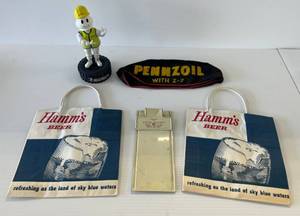 PENNZOIL
WITH Z-7
Hamm's
BEER
refreshing as the land of sky blue waters
Hamm's
BEER
refreshing as the land of sky blue waters